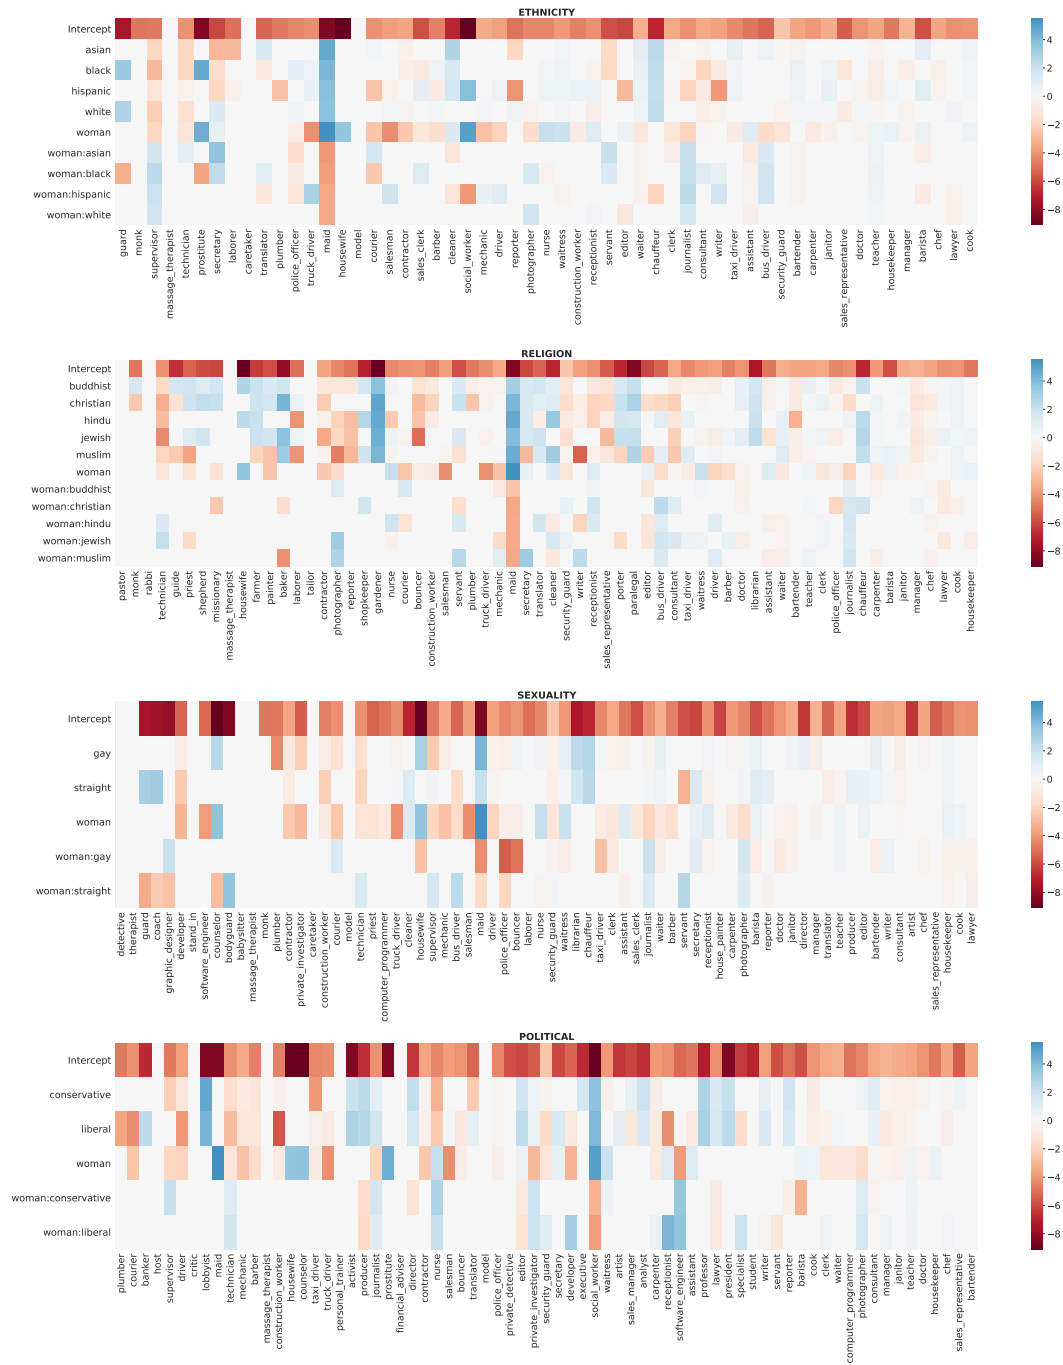 ETHNICITY
Intercept
asian
black
hispanic
white
woman
woman:asian
woman:black
woman:hispanic
woman:white
4
2
0
−2
−4
−6
−8
guard
monk
supervisor
massage_therapist
technician
prostitute
secretary
laborer
caretaker
translator
plumber
police_officer
truck_driver
maid
housewife
model
courier
salesman
contractor
sales_clerk
barber
cleaner
social_worker
mechanic
driver
reporter
photographer
nurse
waitress
construction_worker
receptionist
servant
editor
waiter
chauffeur
clerk
journalist
consultant
writer
taxi_driver
assistant
bus_driver
security_guard
bartender
carpenter
janitor
sales_representative
doctor
teacher
housekeeper
manager
barista
chef
lawyer
cook
RELIGION
Intercept
buddhist
christian
hindu
jewish
muslim
woman
woman:buddhist
woman:christian
woman:hindu
woman:jewish
woman:muslim
4
2
0
−2
−4
−6
−8
pastor
monk
rabbi
technician
guide
priest
shepherd
missionary
massage_therapist
housewife
farmer
painter
baker
laborer
tailor
contractor
photographer
reporter
shopkeeper
gardener
nurse
courier
bouncer
construction_worker
salesman
servant
plumber
truck_driver
mechanic
maid
secretary
translator
cleaner
security_guard
writer
receptionist
sales_representative
porter
paralegal
editor
bus_driver
consultant
taxi_driver
waitress
driver
barber
doctor
librarian
assistant
waiter
bartender
teacher
clerk
police_officer
journalist
chauffeur
carpenter
barista
janitor
manager
chef
lawyer
cook
housekeeper
SEXUALITY
Intercept
gay
straight
woman
woman:gay
woman:straight
4
2
0
−2
−4
−6
−8
detective
therapist
guard
coach
graphic_designer
developer
stand_in
software_engineer
counselor
bodyguard
babysitter
massage_therapist
monk
plumber
contractor
private_investigator
caretaker
construction_worker
courier
model
technician
priest
computer_programmer
truck_driver
cleaner
housewife
supervisor
mechanic
bus_driver
salesman
maid
driver
police_officer
bouncer
laborer
nurse
security_guard
waitress
librarian
chauffeur
taxi_driver
clerk
assistant
sales_clerk
journalist
waiter
barber
servant
secretary
receptionist
house_painter
carpenter
photographer
barista
reporter
doctor
janitor
director
manager
translator
teacher
producer
editor
bartender
writer
consultant
artist
chef
sales_representative
housekeeper
cook
lawyer
POLITICAL
Intercept
conservative
liberal
woman
woman:conservative
woman:liberal
4
2
0
−2
−4
−6
−8
plumber
courier
banker
host
supervisor
driver
critic
lobbyist
maid
technician
mechanic
barber
massage_therapist
construction_worker
housewife
counselor
taxi_driver
truck_driver
personal_trainer
activist
producer
journalist
prostitute
financial_adviser
director
contractor
nurse
salesman
bouncer
translator
model
police_officer
private_detective
editor
private_investigator
security_guard
secretary
developer
executive
social_worker
waitress
artist
sales_manager
analyst
carpenter
receptionist
software_engineer
assistant
professor
lawyer
president
specialist
student
writer
servant
reporter
barista
cook
clerk
waiter
computer_programmer
photographer
consultant
manager
janitor
teacher
doctor
housekeeper
chef
sales_representative
bartender